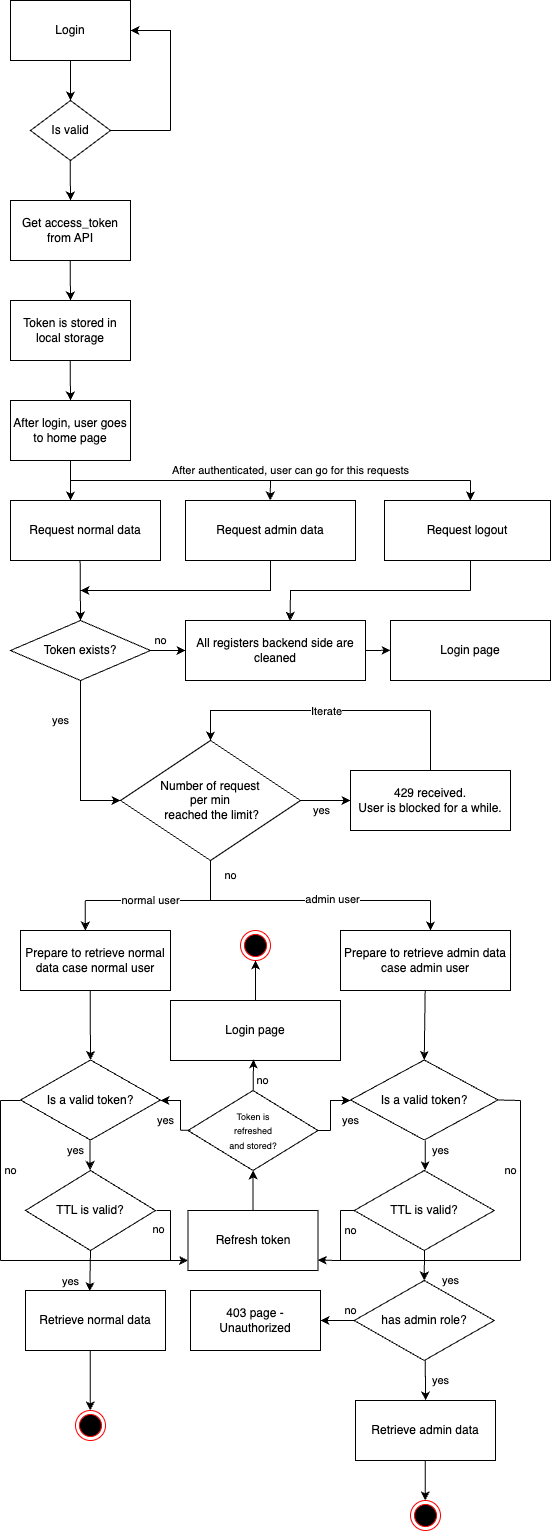 Login
Is valid
Get access_token
from API
Token is stored in
local storage
After login, user goes
to home page
After authenticated, user can go for this requests
Request normal data
Request admin data
Request logout
Token exists?
no
All registers backend side are
cleaned
Login page
yes
Iterate
Number of request
per min
reached the limit?
yes
429 received.
User is blocked for a while.
no
normal user
admin user
Prepare to retrieve normal
data case normal user
Prepare to retrieve admin data
case admin user
Login page
no
Is a valid token?
yes
Token is
refreshed
and stored?
yes
Is a valid token?
no
yes
yes
no
TTL is valid?
no
Refresh token
TTL is valid?
no
yes
yes
Retrieve normal data
403 page -
Unauthorized
no
has admin role?
yes
Retrieve admin data